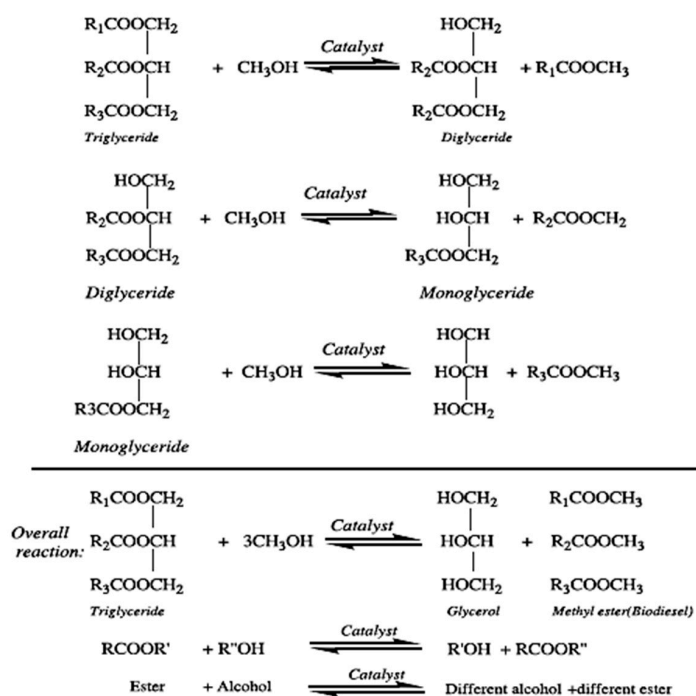 R₁COOCH₂ HOCH₂
Catalyst
R₂COOCH + CH₃OH R₂COOCH + R₁COOCH₃
R₃COOCH₂ R₂COOCH₂
Triglyceride Diglyceride
HOCH₂ HOCH₂
Catalyst
R₂COOCH + CH₃OH HOCH + R₂COOCH₂
R₃COOCH₂ R₃COOCH₂
Diglyceride Monoglyceride
HOCH₂ HOCH
Catalyst
HOCH + CH₃OH HOCH + R₃COOCH₃
R3COOCH₂ HOCH₂
Monoglyceride
R₁COOCH₂ HOCH₂ R₁COOCH₃
Catalyst
Overall reaction: R₂COOCH + 3CH₃OH HOCH + R₂COOCH₃
R₃COOCH₂ HOCH₂ R₃COOCH₃
Triglyceride Glycerol Methyl ester(Biodiesel)
Catalyst
RCOOR' + R"OH R'OH + RCOOR"
Catalyst
Ester + Alcohol Different alcohol +different ester